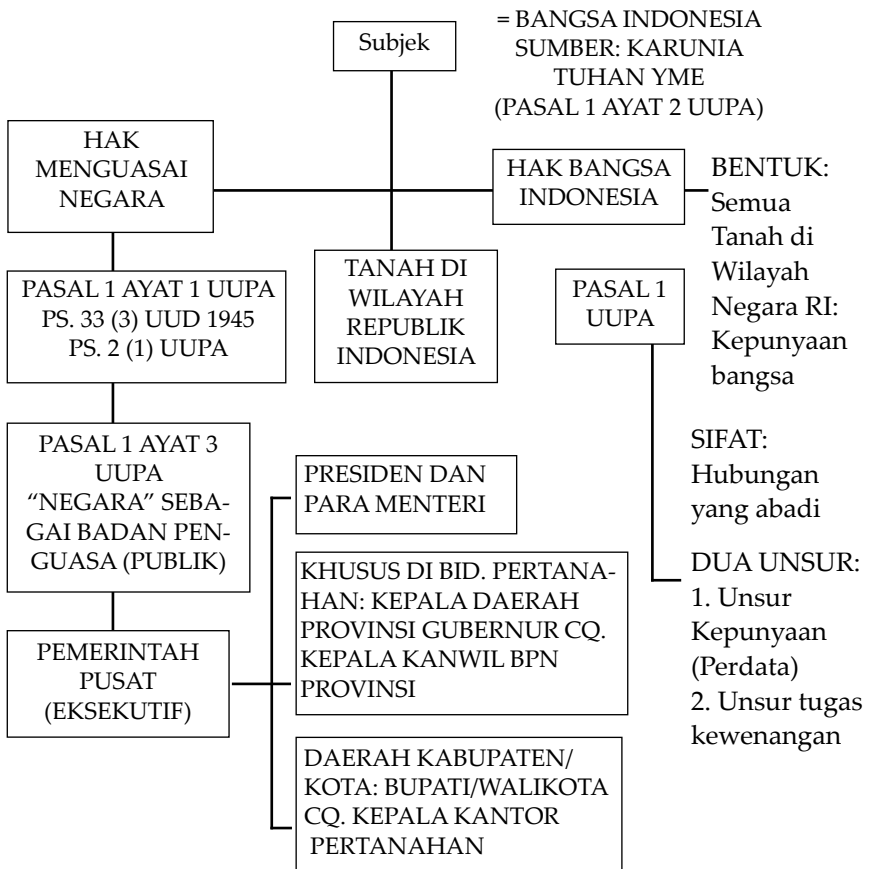 Subjek
= BANGSA INDONESIA
SUMBER: KARUNIA
TUHAN YME
(PASAL 1 AYAT 2 UUPA)
HAK
MENGUASAI
NEGARA
HAK BANGSA
INDONESIA
BENTUK:
Semua
Tanah di
Wilayah
Negara RI:
Kepunyaan
bangsa
PASAL 1 AYAT 1 UUPA
PS. 33 (3) UUD 1945
PS. 2 (1) UUPA
TANAH DI
WILAYAH
REPUBLIK
INDONESIA
PASAL 1
UUPA
PASAL 1 AYAT 3
UUPA
“NEGARA” SEBA-
GAI BADAN PEN-
GUASA (PUBLIK)
SIFAT:
Hubungan
yang abadi
PRESIDEN DAN
PARA MENTERI
KHUSUS DI BID. PERTANA-
HAN: KEPALA DAERAH
PROVINSI GUBERNUR CQ.
KEPALA KANWIL BPN
PROVINSI
DUA UNSUR:
1. Unsur
Kepunyaan
(Perdata)
2. Unsur tugas
kewenangan
PEMERINTAH
PUSAT
(EKSEKUTIF)
DAERAH KABUPATEN/
KOTA: BUPATI/WALIKOTA
CQ. KEPALA KANTOR
PERTANAHAN